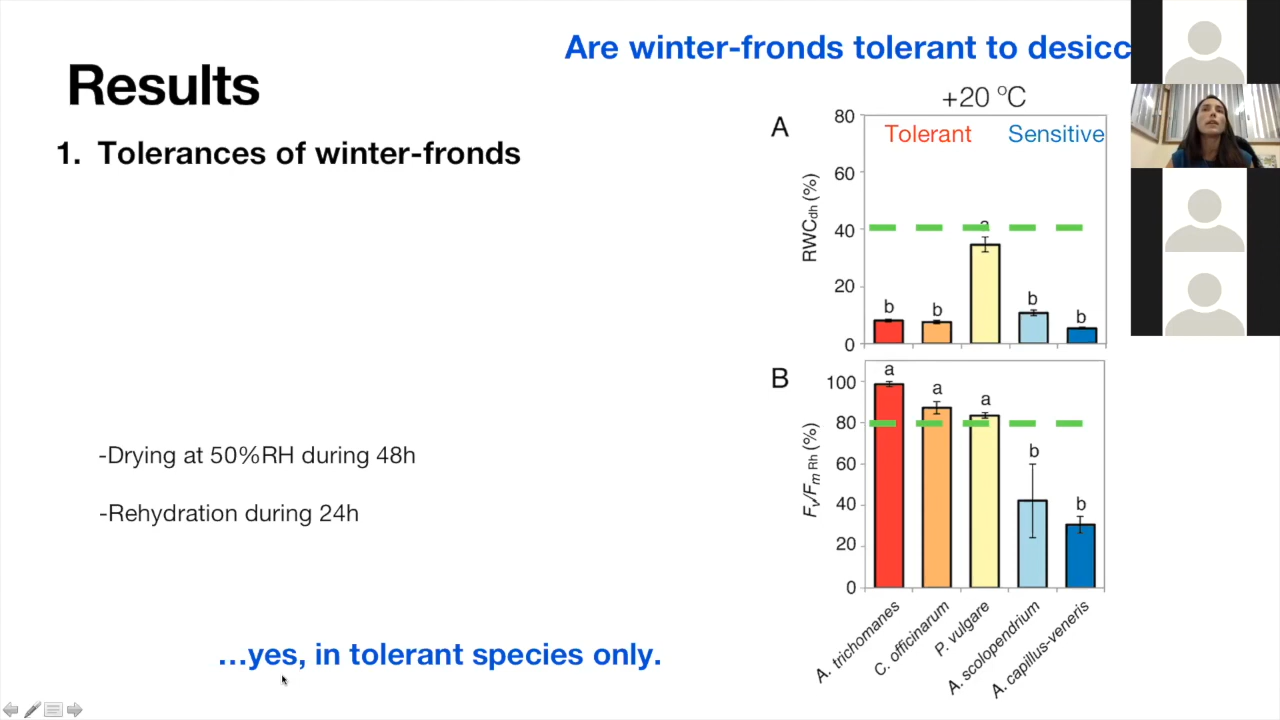 Are winter-fronds tolerant to desicc
Results
1. Tolerances of winter-fronds
-Drying at 50%RH during 48h
-Rehydration during 24h
…yes, in tolerant species only.
+20 ºC
A
Tolerant Sensitive
RWCdh (%)
80
60
40
20
0
b b a b b
B
Fv/Fm Rh (%)
100
80
60
40
20
0
a a a b b
A. trichomanes
C. officinarum
P. vulgare
A. scolopendrium
A. capillus-veneris